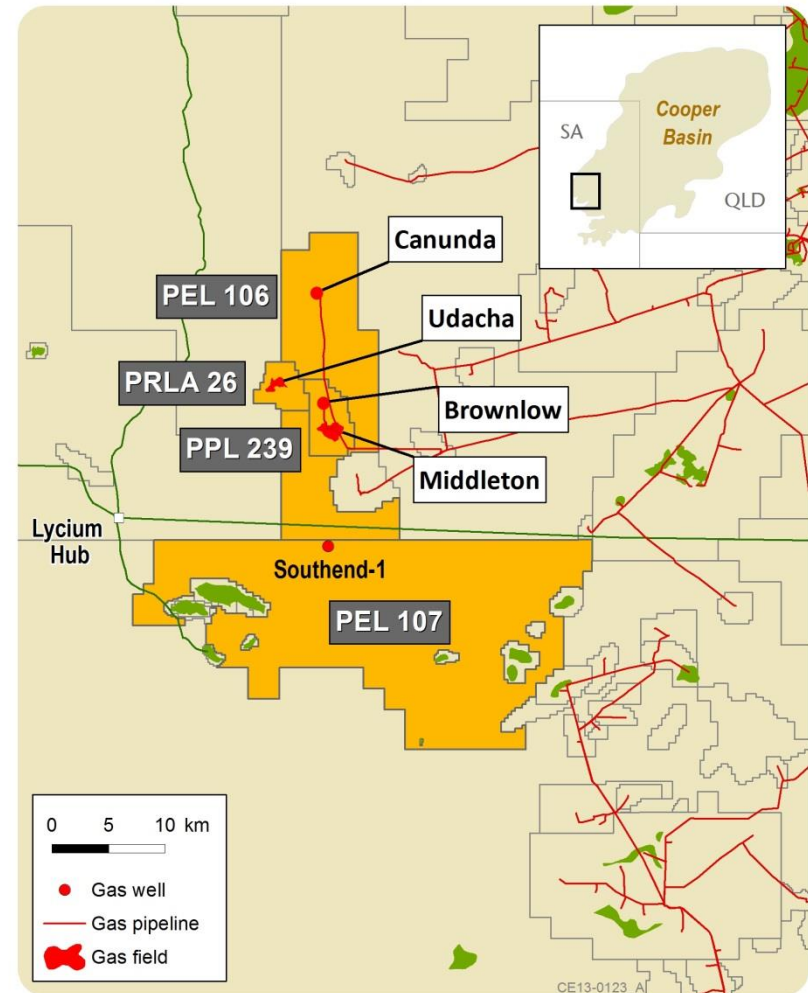 Cooper
Basin
SA
QLD
Canunda
PEL 106
Udacha
PRLA 26
Brownlow
PPL 239
Middleton
Lycium
Hub
Southend-1
PEL 107
0 5 10 km
Gas well
Gas pipeline
Gas field
CE13-0123_A